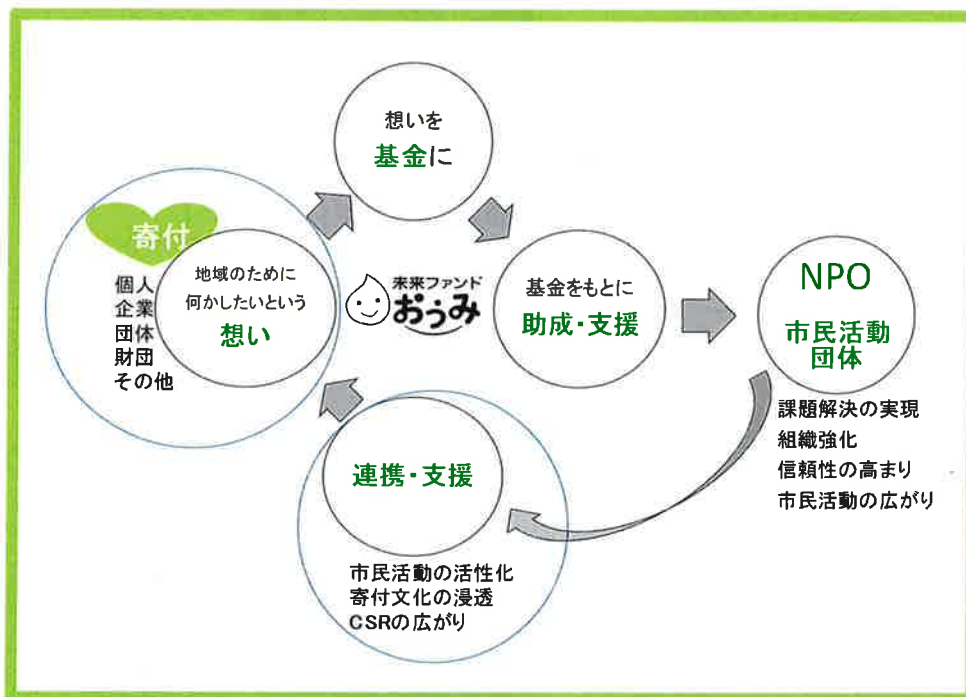 想いを
基金に
寄付
個人
企業
団体
財団
その他
地域のために
何かしたいという
想い
未来ファンド
おうみ
基金をもとに
助成・支援
NPO
市民活動
団体
課題解決の実現
組織強化
信頼性の高まり
市民活動の広がり
連携・支援
市民活動の活性化
寄付文化の浸透
CSRの広がり